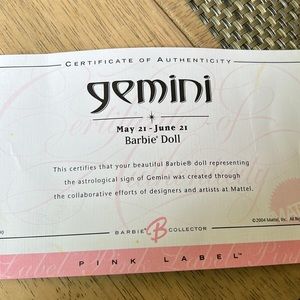 CERTIFICATE OF AUTHENTICITY
gemini
May 21 - June 21
Barbie® Doll
This certifies that your beautiful Barbie® doll representing
the astrological sign of Gemini was created through
the collaborative efforts of designers and artists at Mattel.
©2004 Mattel, Inc. All
BARBIE B COLLECTOR
PINK LABEL™